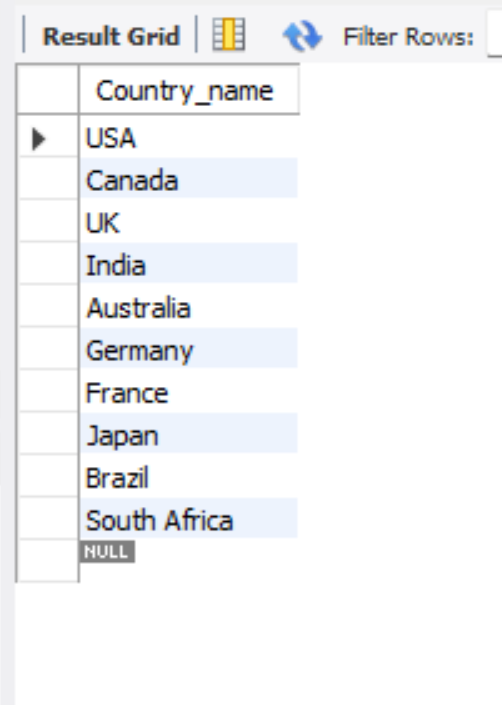 Result Grid Filter Rows:
Country_name
USA
Canada
UK
India
Australia
Germany
France
Japan
Brazil
South Africa
NULL